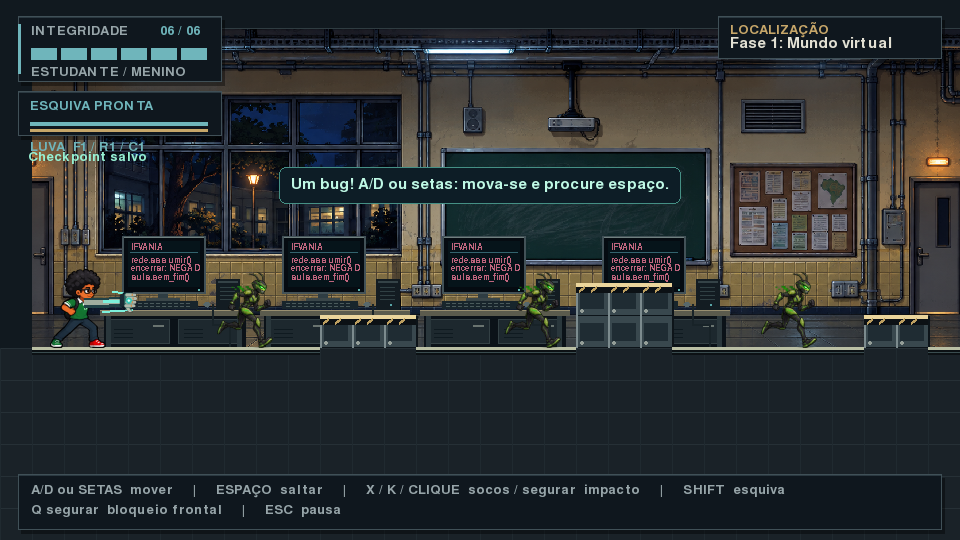 INTEGRIDADE 06 / 06
ESTUDANTE / MENINO
ESQUIVA PRONTA
LUVA F1 / R1 / C1
Checkpoint salvo
LOCALIZAÇÃO
Fase 1: Mundo virtual
Um bug! A/D ou setas: mova-se e procure espaço.
IFVANIA
rede.assumir()
encerrar: NEGAD
aula.sem_fim()
IFVANIA
rede.assumir()
encerrar: NEGAD
aula.sem_fim()
IFVANIA
rede.assumir()
encerrar: NEGAD
aula.sem_fim()
IFVANIA
rede.assumir()
encerrar: NEGAD
aula.sem_fim()
A/D ou SETAS mover | ESPAÇO saltar | X / K / CLIQUE socos / segurar impacto | SHIFT esquiva
Q segurar bloqueio frontal | ESC pausa